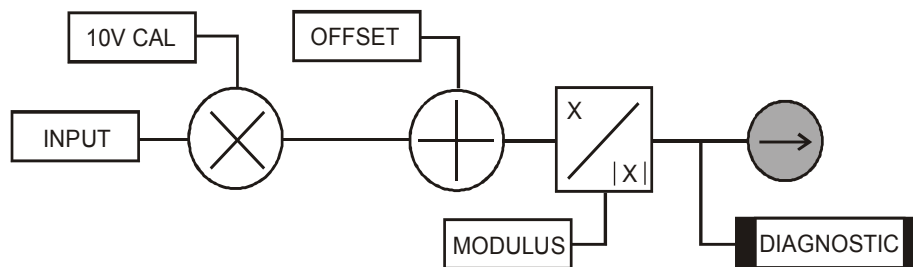 10V CAL
OFFSET
INPUT
X
|X|
MODULUS
DIAGNOSTIC